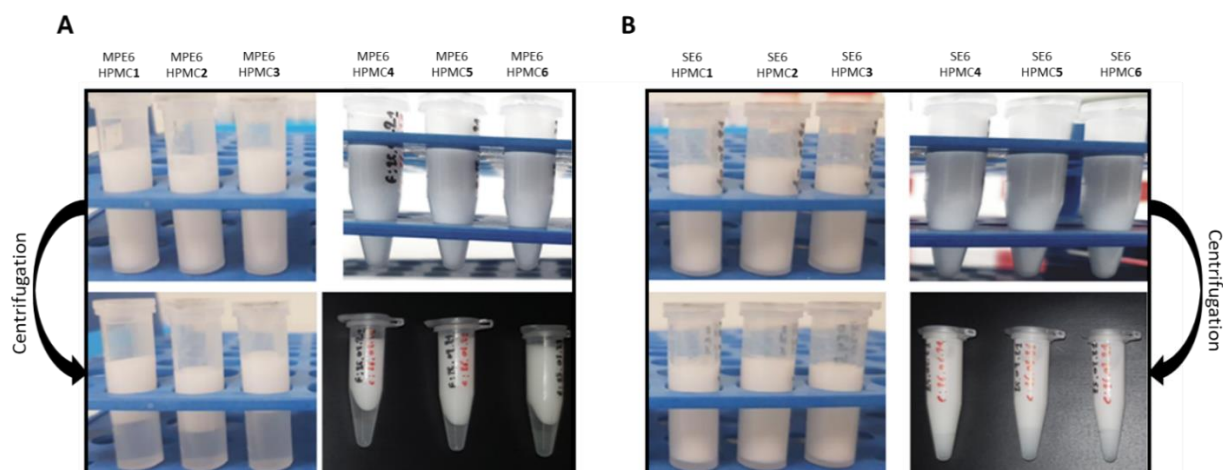 A
B
MPE6 MPE6 MPE6 MPE6 MPE6 MPE6
HPMC1 HPMC2 HPMC3 HPMC4 HPMC5 HPMC6
SE6 SE6 SE6 SE6 SE6 SE6
HPMC1 HPMC2 HPMC3 HPMC4 HPMC5 HPMC6
Centrifugation
Centrifugation